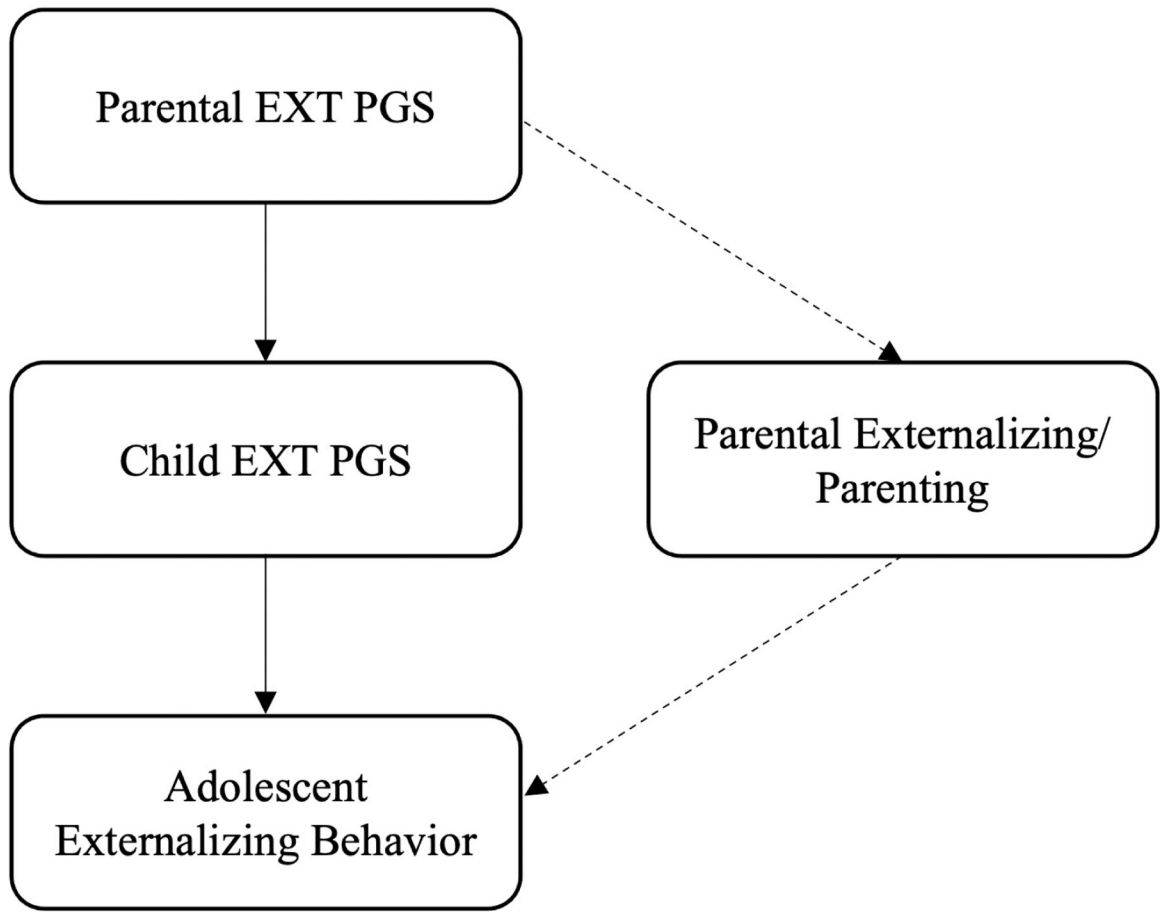 Parental EXT PGS
Child EXT PGS
Parental Externalizing/
Parenting
Adolescent
Externalizing Behavior